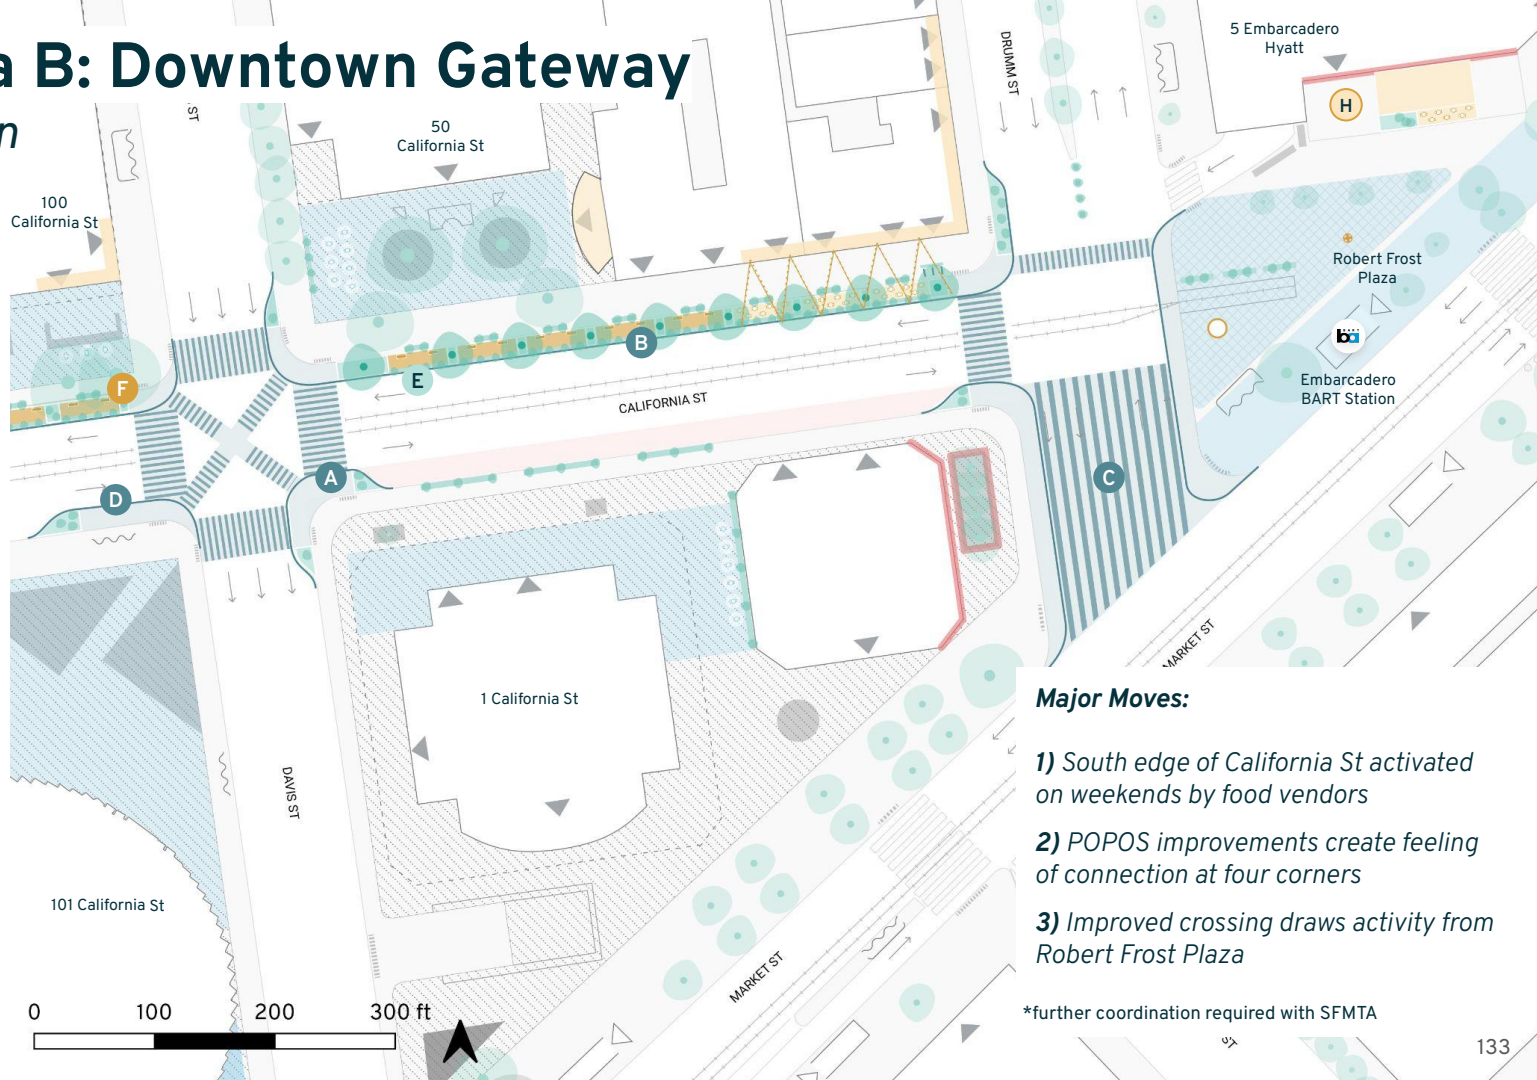 a B: Downtown Gateway
n
ST
50
California St
100
California St
DRUMM ST
5 Embarcadero
Hyatt
H
Robert Frost
Plaza
ba
Embarcadero
BART Station
F
E
B
CALIFORNIA ST
A
D
C
1 California St
DAVIS ST
101 California St
MARKET ST
MARKET ST
Major Moves:
1) South edge of California St activated
on weekends by food vendors
2) POPOS improvements create feeling
of connection at four corners
3) Improved crossing draws activity from
Robert Frost Plaza
*further coordination required with SFMTA
0 100 200 300 ft
ST
133